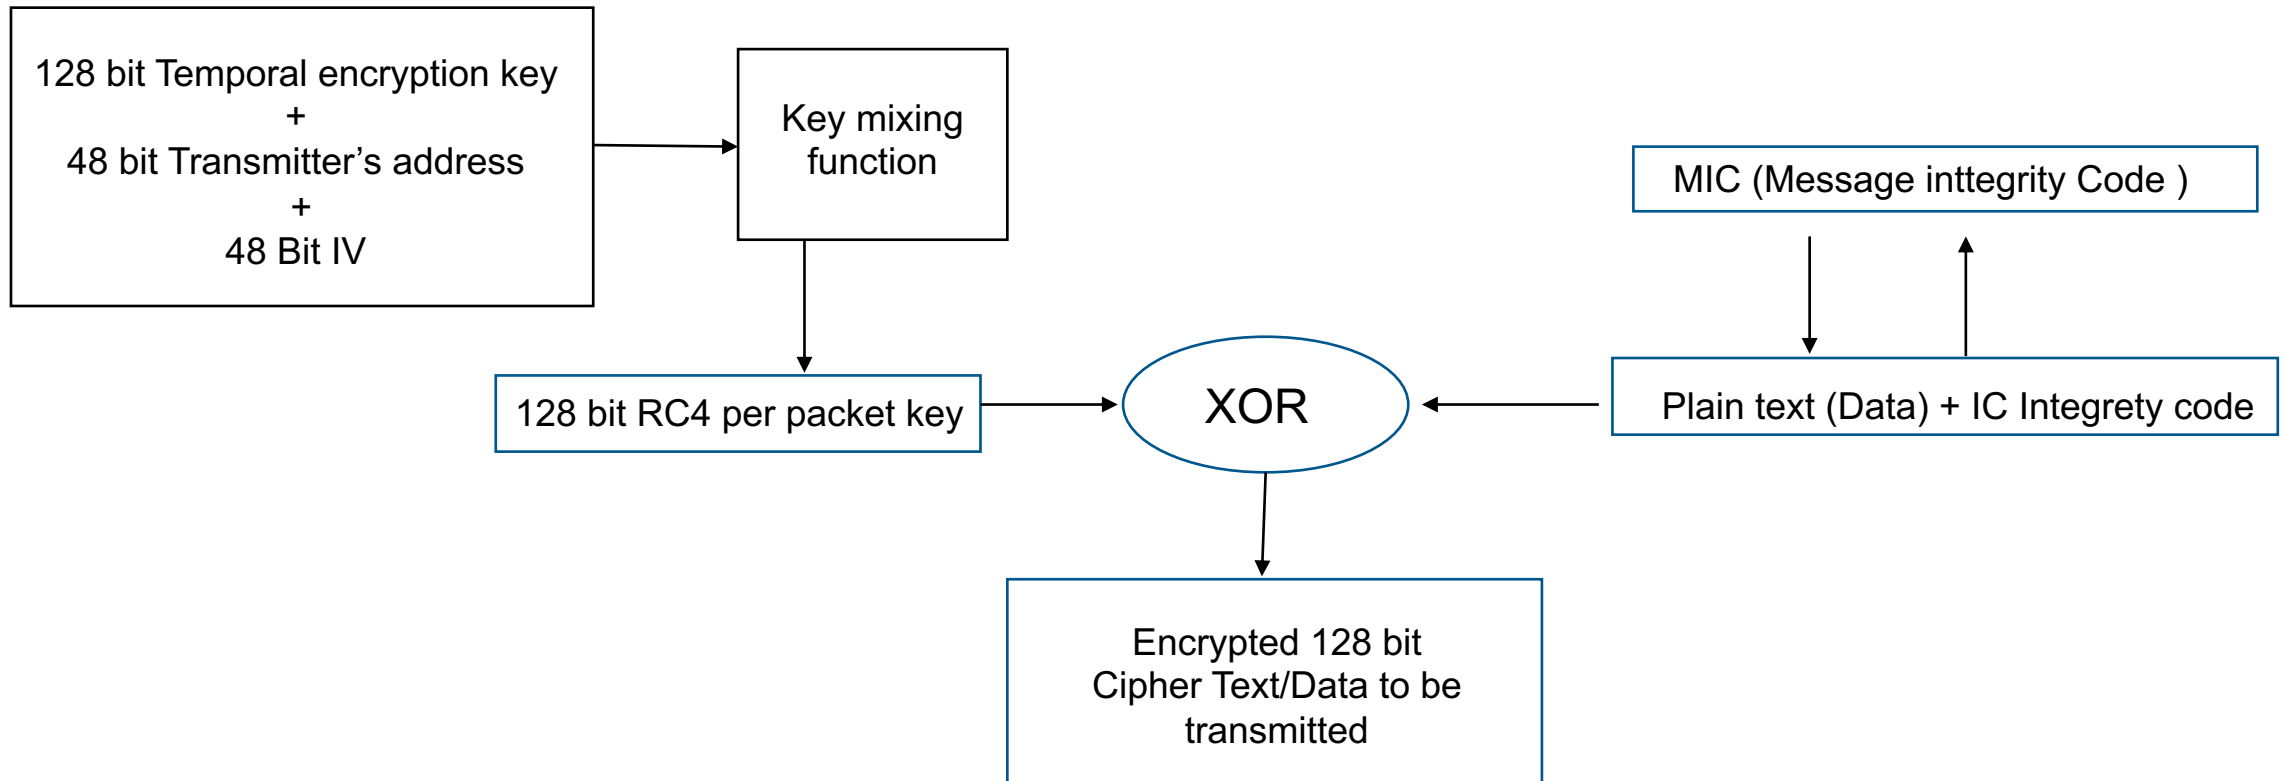 128 bit Temporal encryption key
+
48 bit Transmitter’s address
+
48 Bit IV
Key mixing
function
MIC (Message inttegrity Code )
128 bit RC4 per packet key
XOR
Plain text (Data) + IC Integrety code
Encrypted 128 bit
Cipher Text/Data to be
transmitted